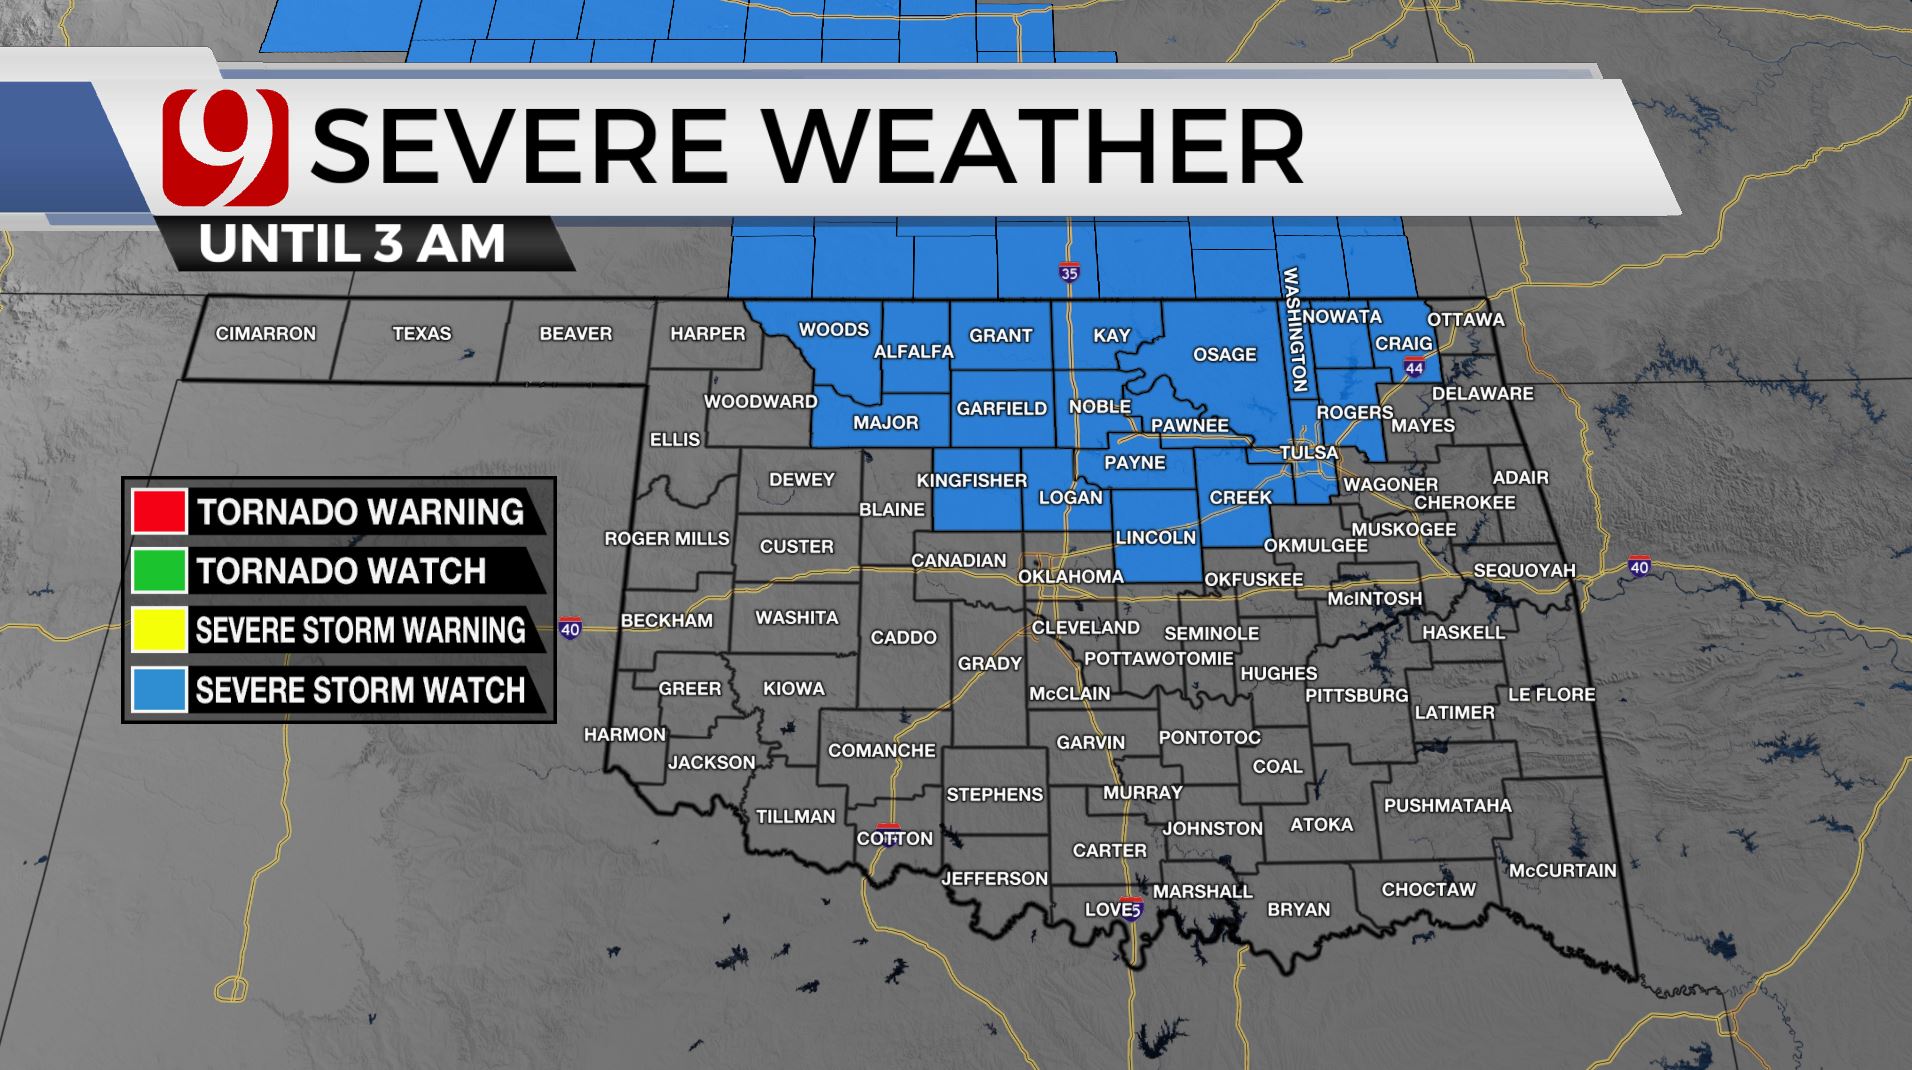 9 SEVERE WEATHER
UNTIL 3 AM
35
CIMARRON
TEXAS
BEAVER
HARPER
WOODS
ALFALFA
GRANT
KAY
OSAGE
WASHINGTON
NOWATA
CRAIG
OTTAWA
44
WOODWARD
MAJOR
GARFIELD
NOBLE
PAWNEE
ROGERS
MAYES
DELAWARE
ELLIS
DEWEY
BLAINE
KINGFISHER
LOGAN
PAYNE
CREEK
TULSA
WAGONER
CHEROKEE
ADAIR
TORNADO WARNING
TORNADO WATCH
SEVERE STORM WARNING
SEVERE STORM WATCH
ROGER MILLS
CUSTER
CANADIAN
OKLAHOMA
LINCOLN
OKFUSKEE
OKMULGEE
MUSKOGEE
SEQUOYAH
40
40
BECKHAM
WASHITA
CADDO
GRADY
CLEVELAND
POTTAWOTOMIE
SEMINOLE
HUGHES
McINTOSH
HASKELL
GREER
KIOWA
McCLAIN
PITTSBURG
LATIMER
LE FLORE
HARMON
JACKSON
COMANCHE
GARVIN
PONTOTOC
COAL
TILLMAN
COTTON
STEPHENS
MURRAY
JOHNSTON
ATOKA
PUSHMATAHA
JEFFERSON
CARTER
LOVE
MARSHALL
BRYAN
CHOCTAW
McCURTAIN